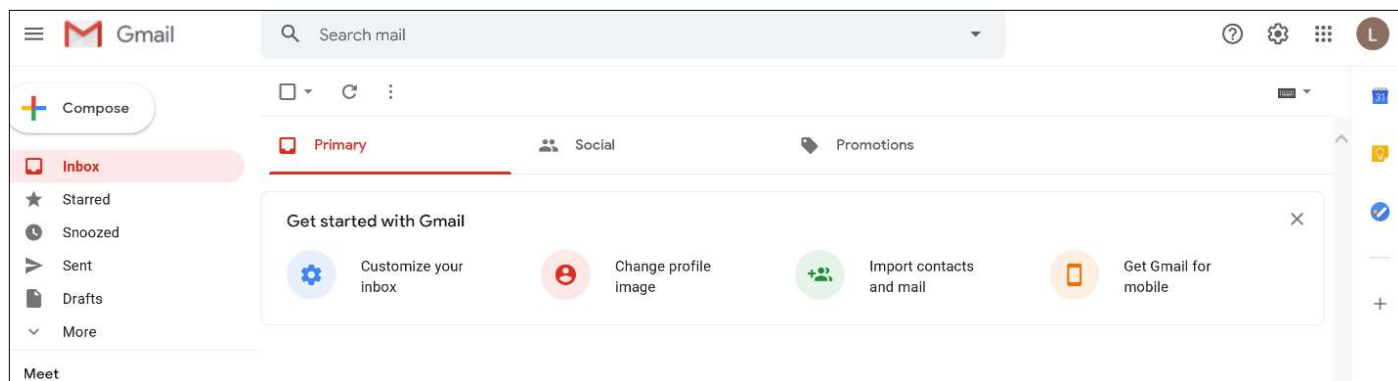 Gmail
Search mail
L
Compose
31
Primary
Social
Promotions
Inbox
Starred
Snoozed
Sent
Drafts
More
Meet
Get started with Gmail
Customize your
inbox
Change profile
image
Import contacts
and mail
Get Gmail for
mobile